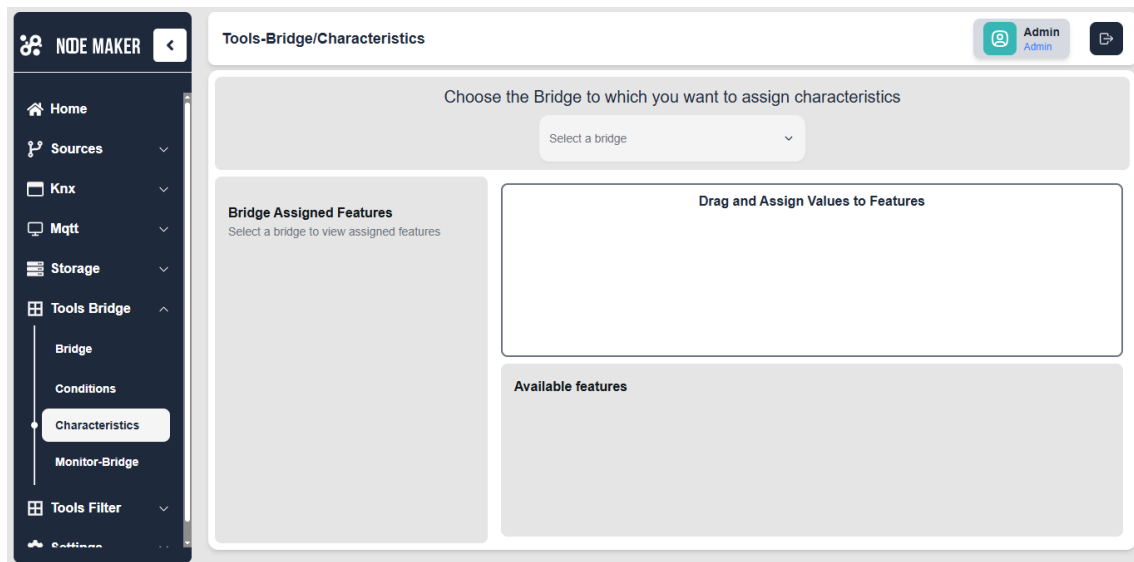 NODE MAKER
Home
Sources
Knx
Mqtt
Storage
Tools Bridge
Bridge
Conditions
Characteristics
Monitor-Bridge
Tools Filter
Settings
Tools-Bridge/Characteristics
Admin
Admin
Choose the Bridge to which you want to assign characteristics
Select a bridge
Bridge Assigned Features
Select a bridge to view assigned features
Drag and Assign Values to Features
Available features